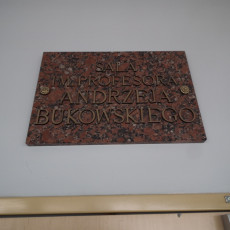 SALA
IM. PROFESORA
ANDRZEJA
BUKOWSKIEGO